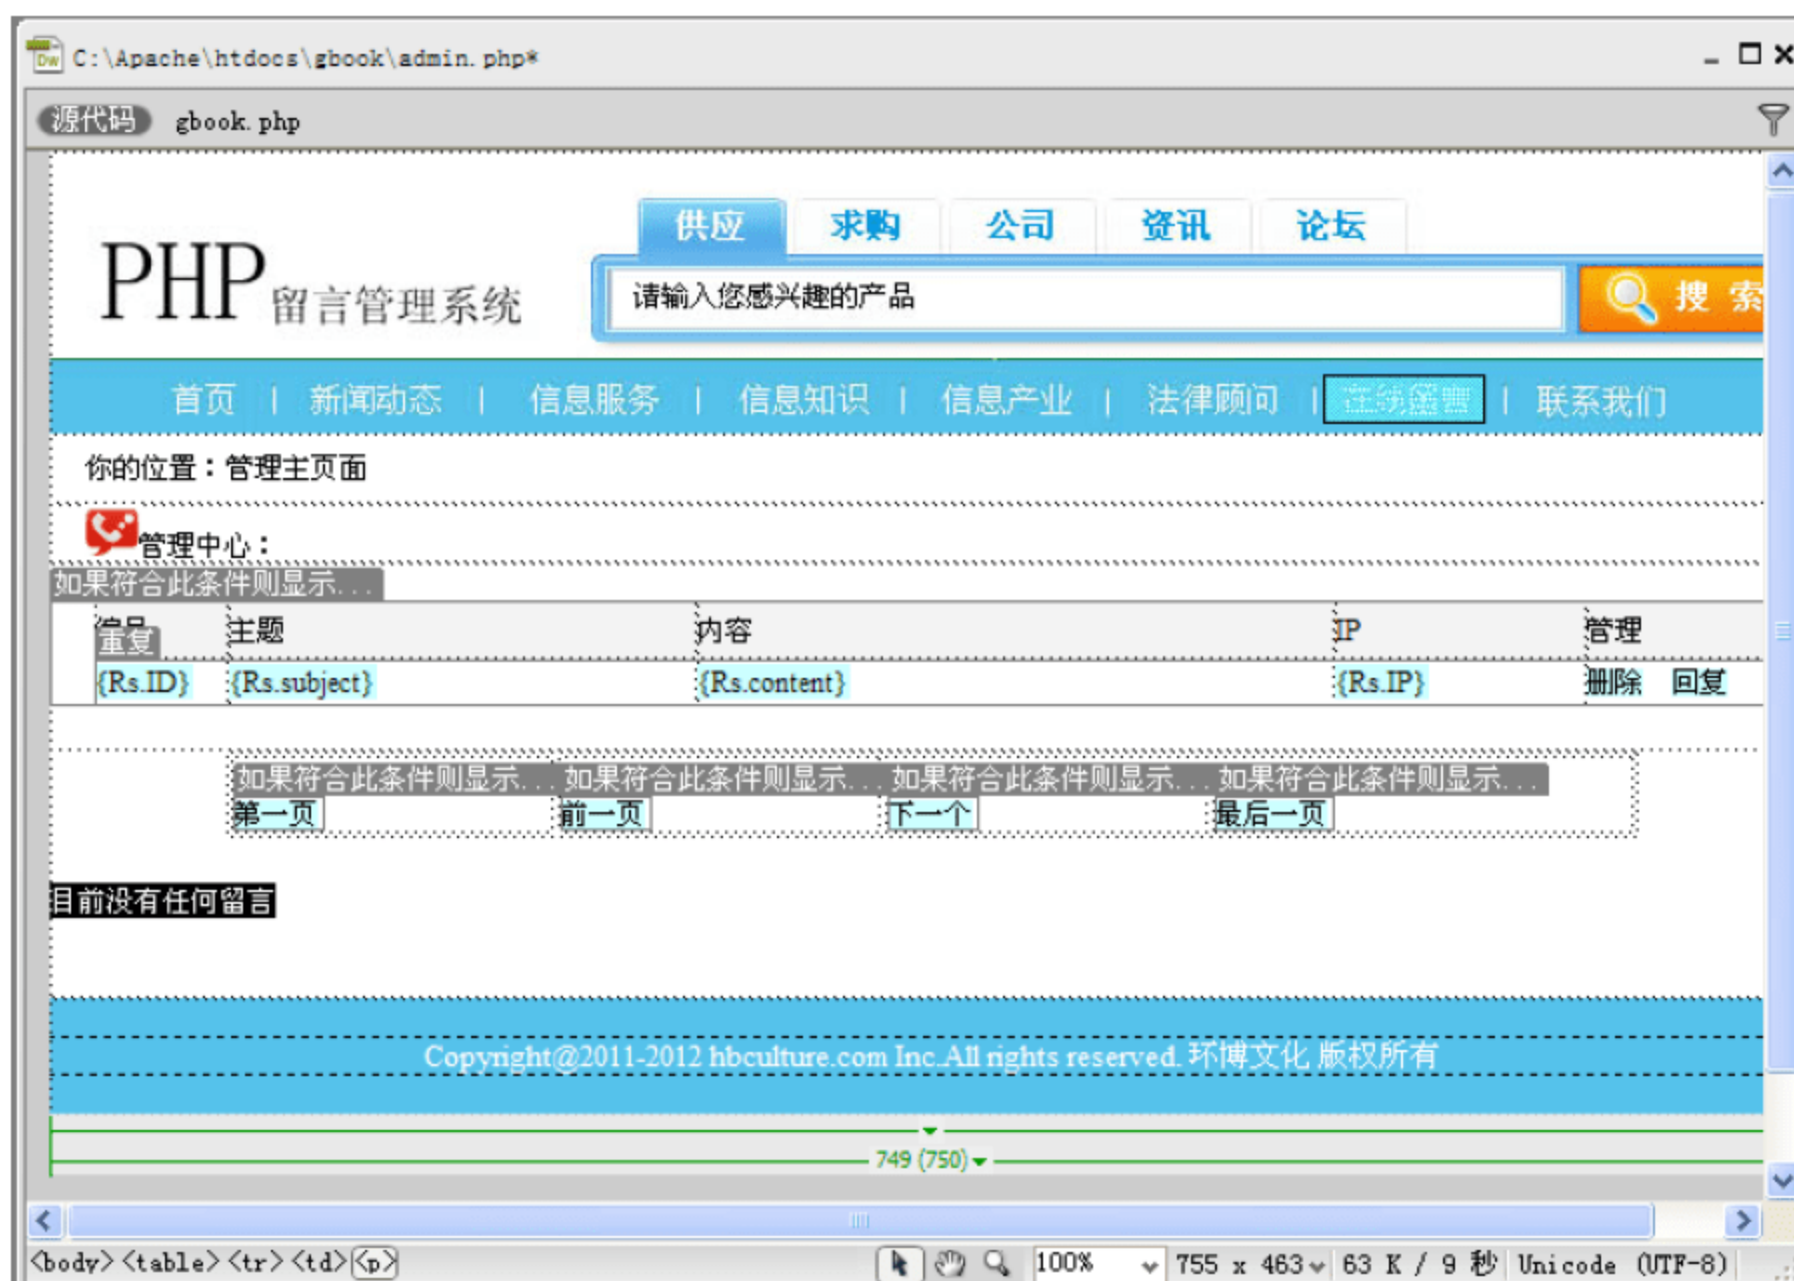 C:\Apache\htdocs\gbook\admin.php*
源代码 gbook.php
供应 求购 公司 资讯 论坛
PHP留言管理系统
请输入您感兴趣的产品 搜 索
首页 | 新闻动态 | 信息服务 | 信息知识 | 信息产业 | 法律顾问 | 在线留言 | 联系我们
你的位置：管理主页面
管理中心：
如果符合此条件则显示...
编号 主题 内容 IP 管理
重复
{Rs.ID} {Rs.subject} {Rs.content} {Rs.IP} 删除 回复
如果符合此条件则显示... 如果符合此条件则显示... 如果符合此条件则显示... 如果符合此条件则显示...
第一页 前一页 下一个 最后一页
目前没有任何留言
Copyright@2011-2012 hbculture.com Inc.All rights reserved. 环博文化 版权所有
749 (750)
<body> <table> <tr> <td> <p> 100% 755 x 463 63 K / 9 秒 Unicode (UTF-8)